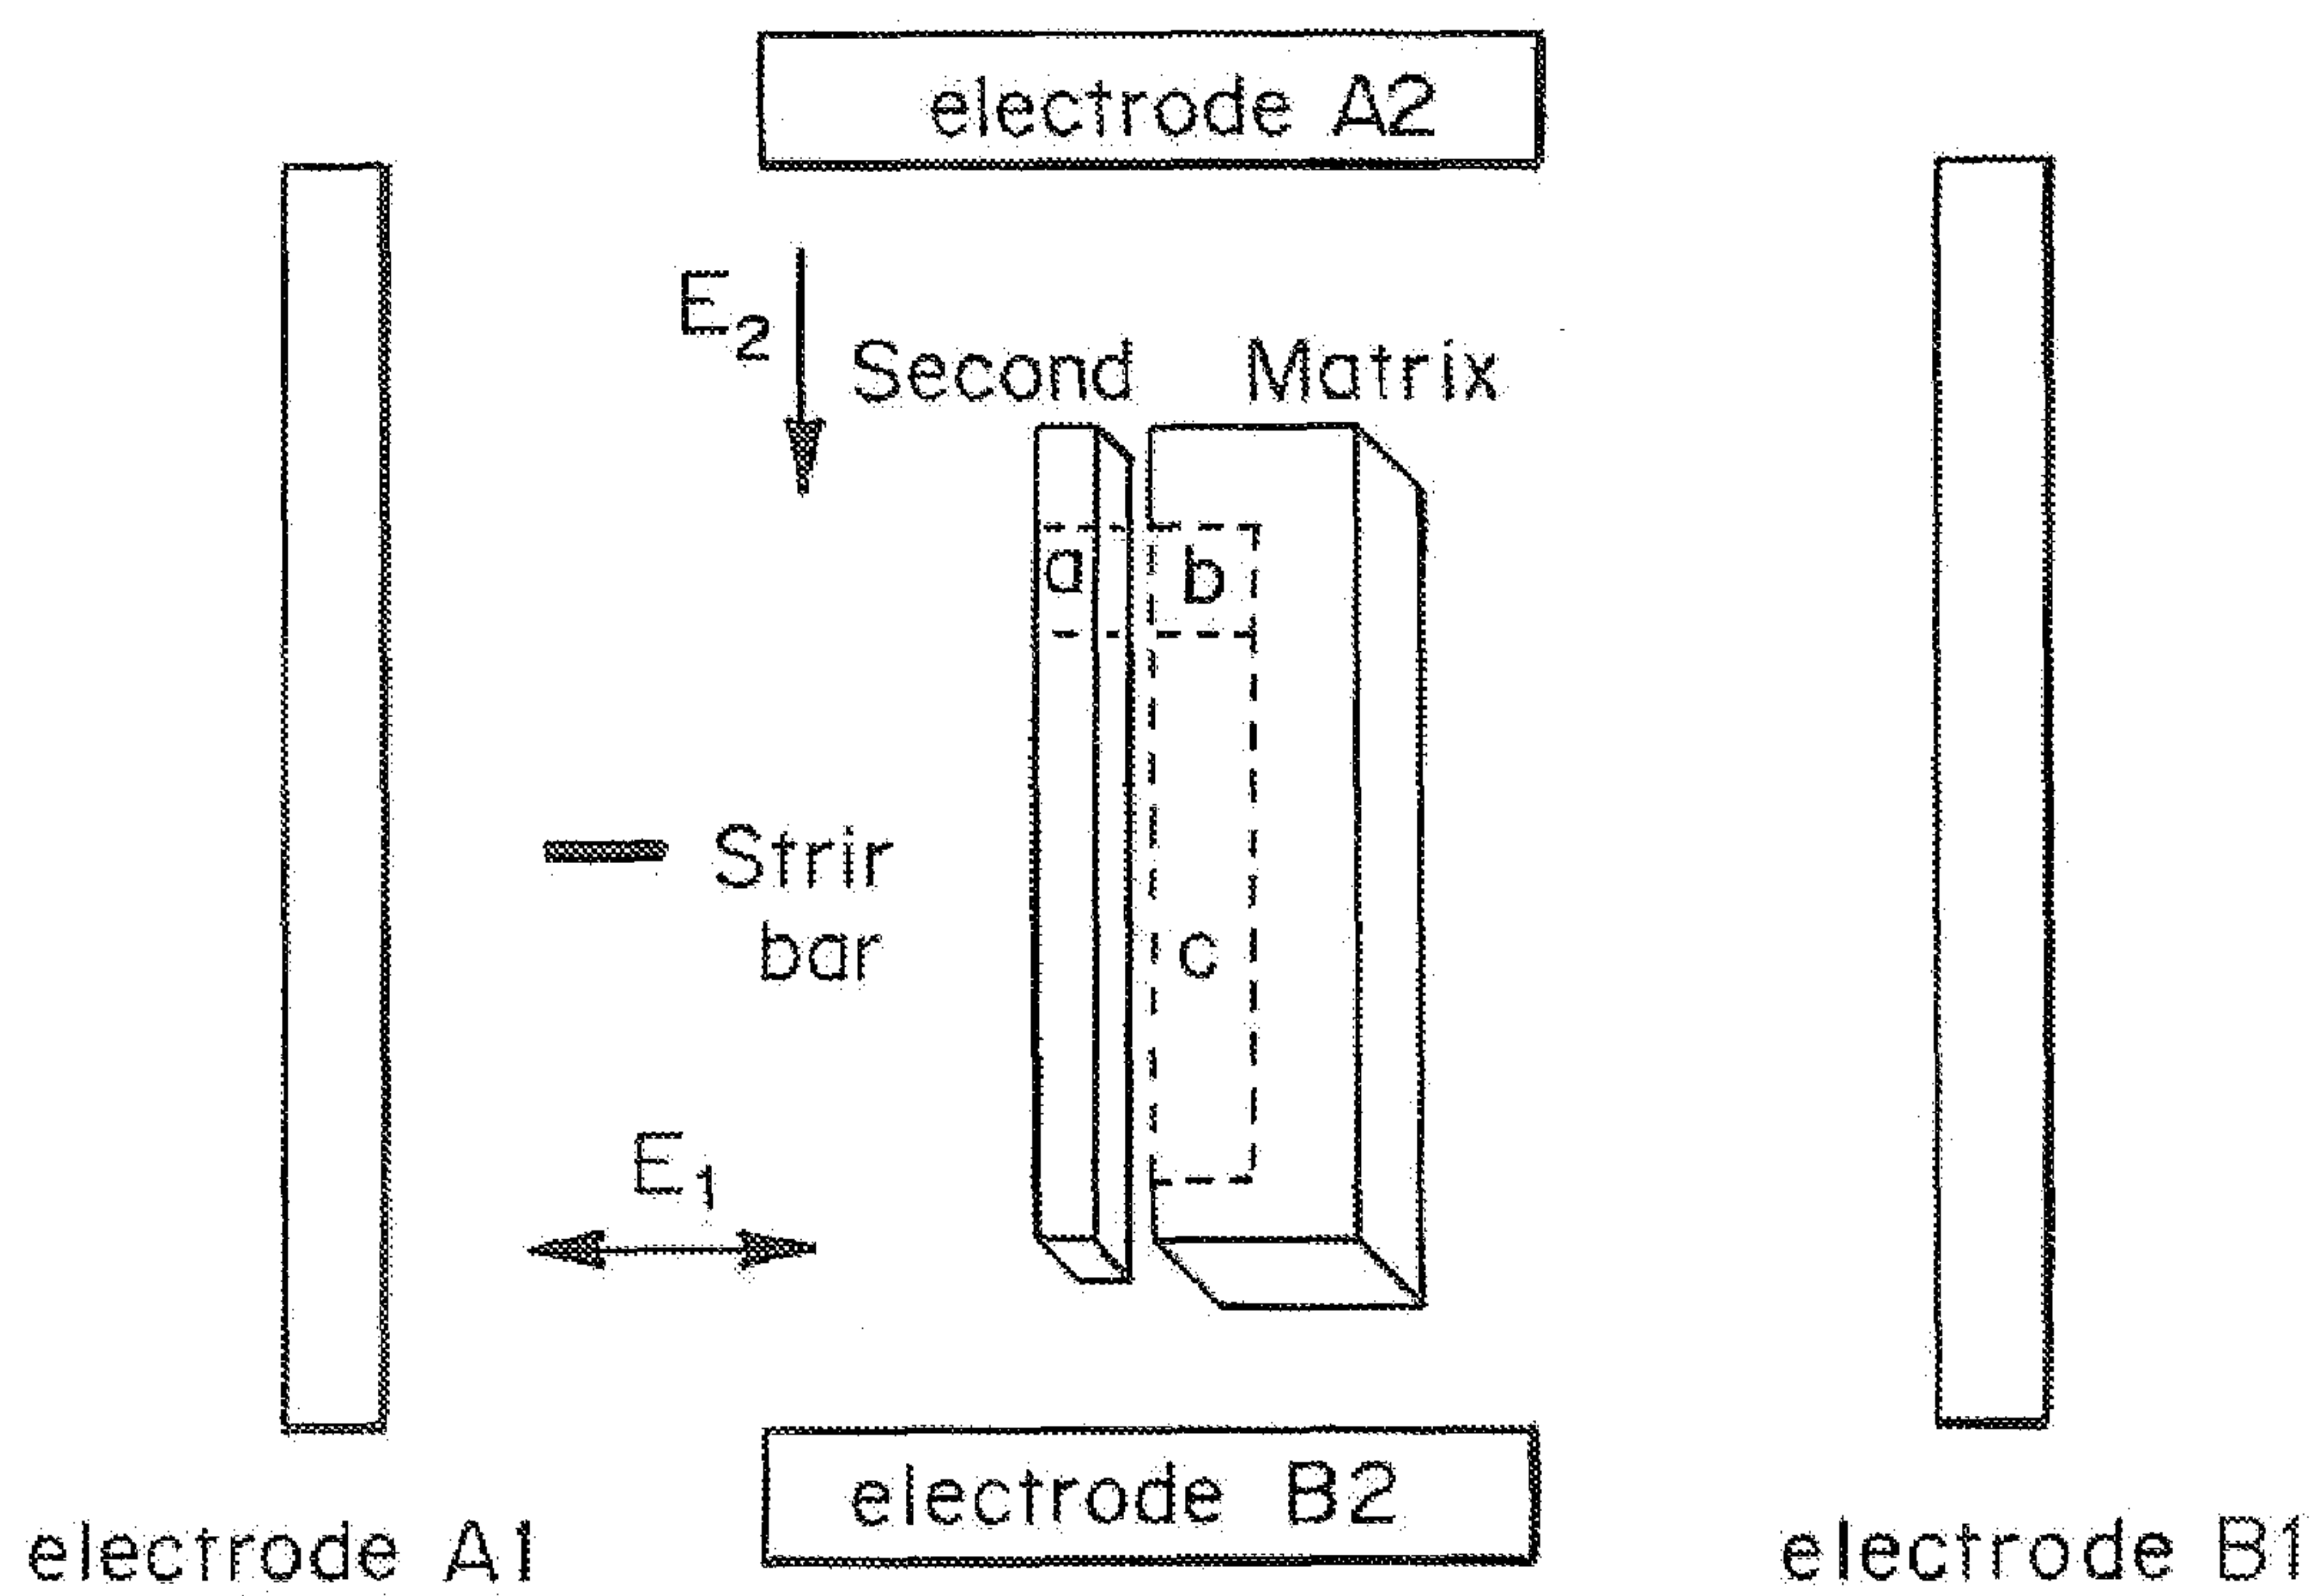 electrode A2
E2
Second Matrix
a b
Strir
bar
c
E1
electrode B2
electrode A1
electrode B1